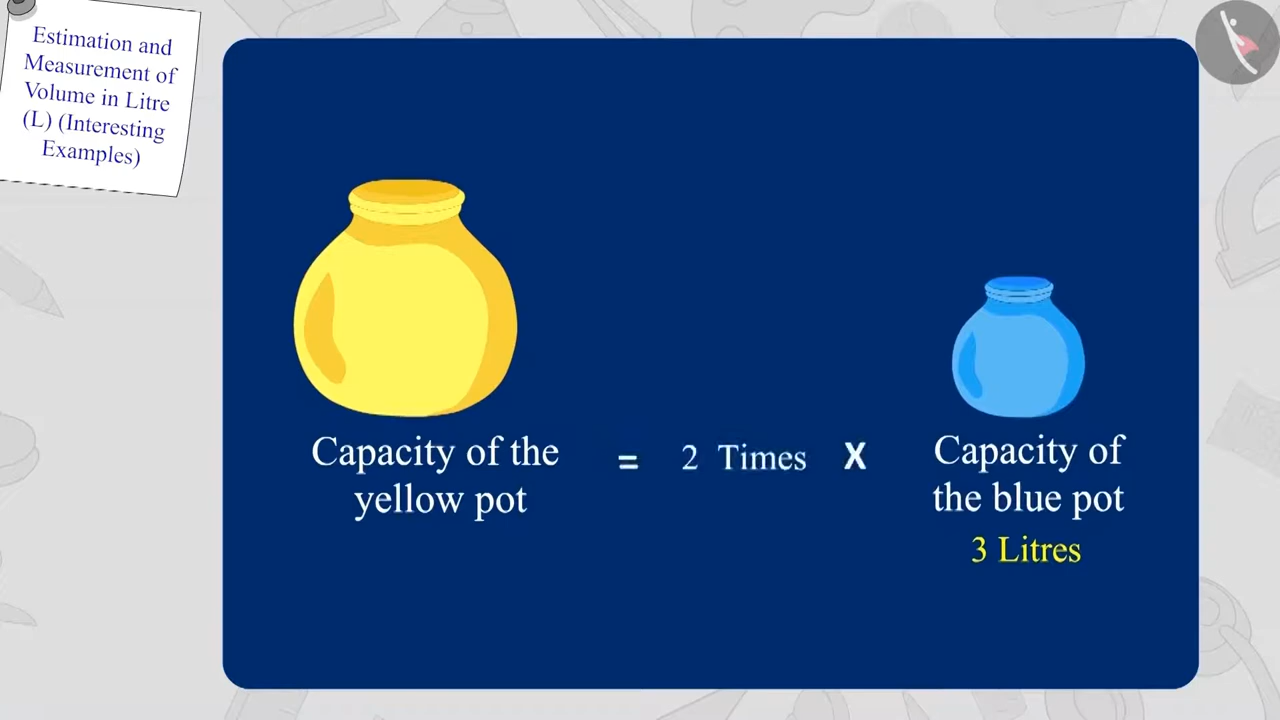 Estimation and
Measurement of
Volume in Litre
(L) (Interesting
Examples)
Capacity of the
yellow pot
= 2 Times X
Capacity of
the blue pot
3 Litres